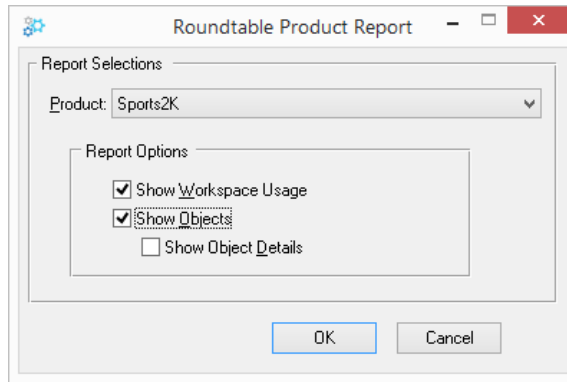 Roundtable Product Report
Report Selections
Product: Sports2K
Report Options
Show Workspace Usage
Show Objects
Show Object Details
OK Cancel